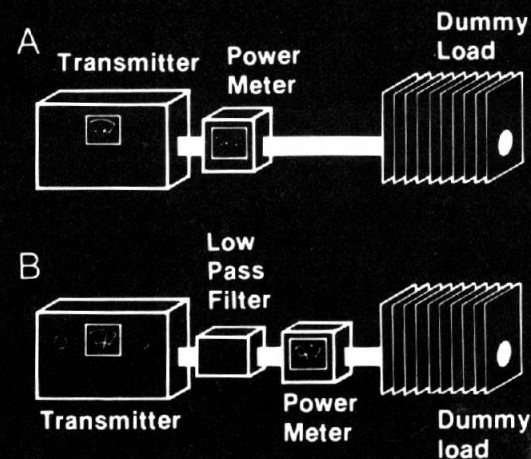 A
Transmitter
Power
Meter
Dummy
Load
B
Low
Pass
Filter
Transmitter
Power
Meter
Dummy
load